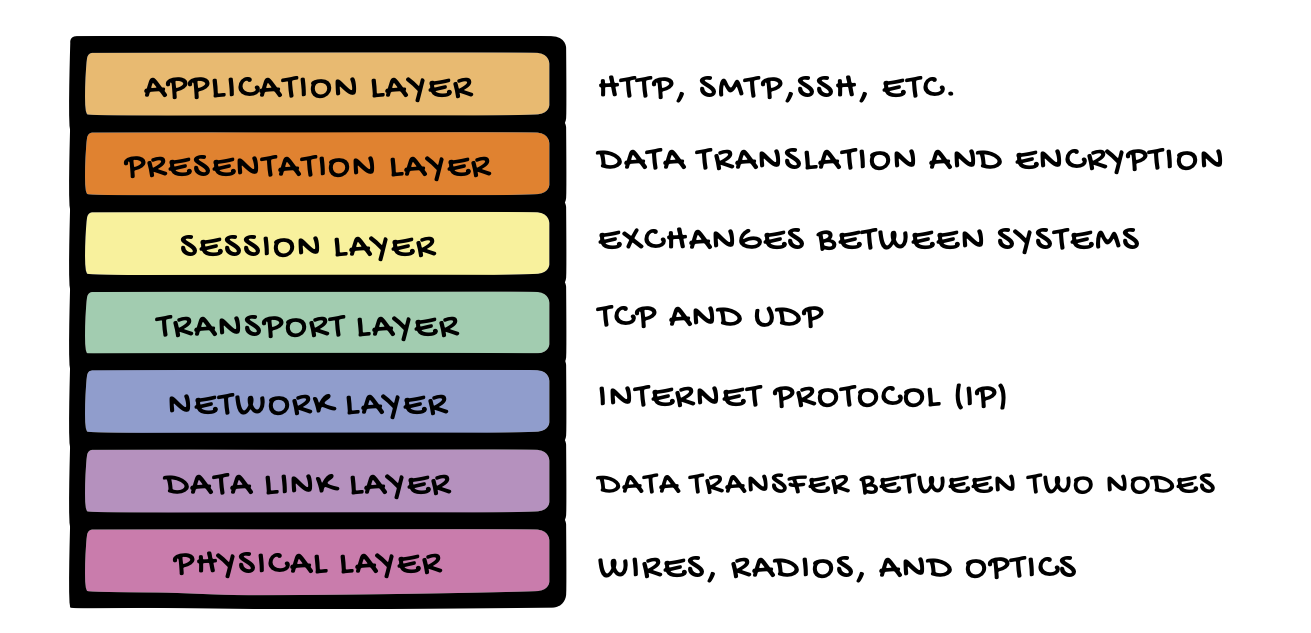 APPLICATION LAYER HTTP, SMTP,SSH, ETC.
PRESENTATION LAYER DATA TRANSLATION AND ENCRYPTION
SESSION LAYER EXCHANGES BETWEEN SYSTEMS
TRANSPORT LAYER TCP AND UDP
NETWORK LAYER INTERNET PROTOCOL (IP)
DATA LINK LAYER DATA TRANSFER BETWEEN TWO NODES
PHYSICAL LAYER WIRES, RADIOS, AND OPTICS